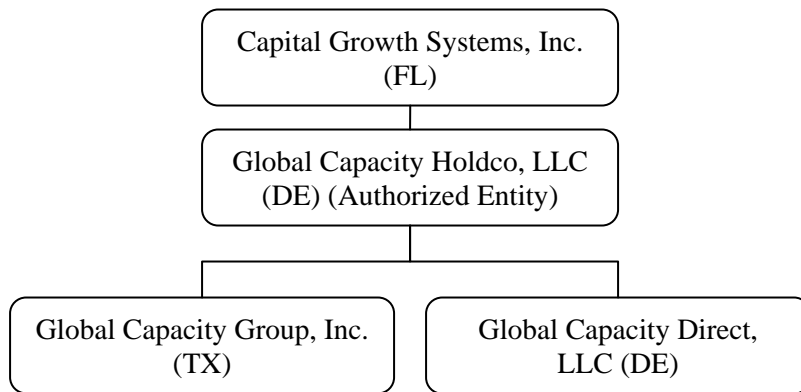 Capital Growth Systems, Inc.
(FL)
Global Capacity Holdco, LLC
(DE) (Authorized Entity)
Global Capacity Group, Inc.
(TX)
Global Capacity Direct,
LLC (DE)